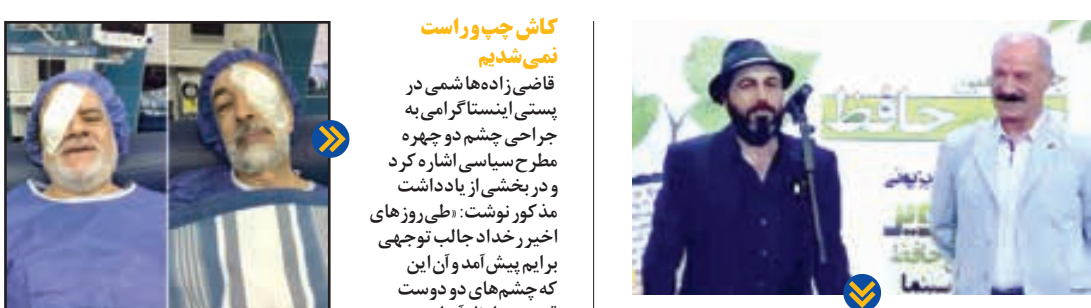 کاش چپ و راست
نمی‌شدیم
قاضی‌زاده‌هاشمی در
پستی اینستاگرامی به
جراحی چشم دو چهره
مطرح سیاسی اشاره کرد
و در بخشی از یادداشت
مذکور نوشت: «طی روزهای
اخیر رخداد جالب توجهی
برایم پیش آمد و آن این
که چشم‌های دو دوست
حافظ
حافظ
سینما